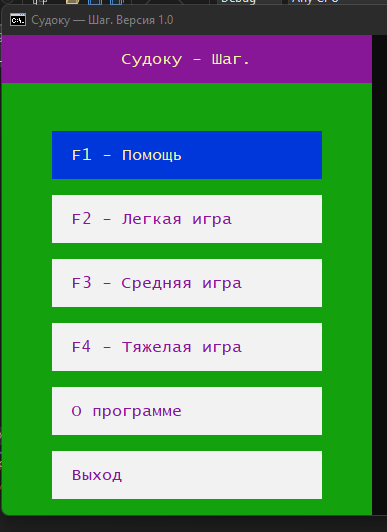 Debug
Any CPU
Судоку — Шаг. Версия 1.0
Судоку - Шаг.
F1 - Помощь
F2 - Легкая игра
F3 - Средняя игра
F4 - Тяжелая игра
О программе
Выход